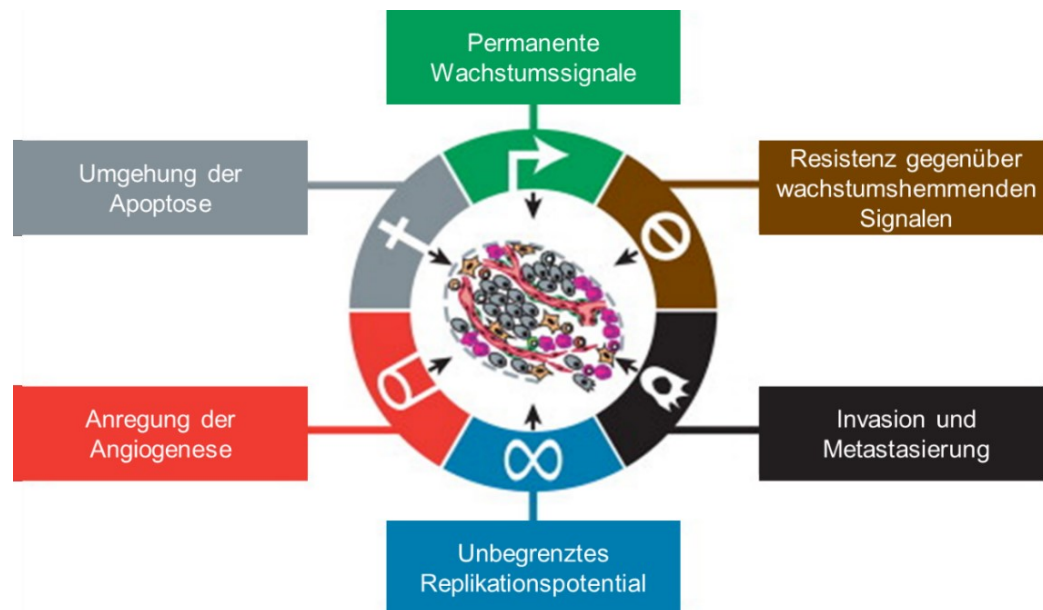 Permanente
Wachstumssignale
Umgehung der
Apoptose
Resistenz gegenüber
wachstumshemmenden
Signalen
Anregung der
Angiogenese
Invasion und
Metastasierung
Unbegrenztes
Replikationspotential